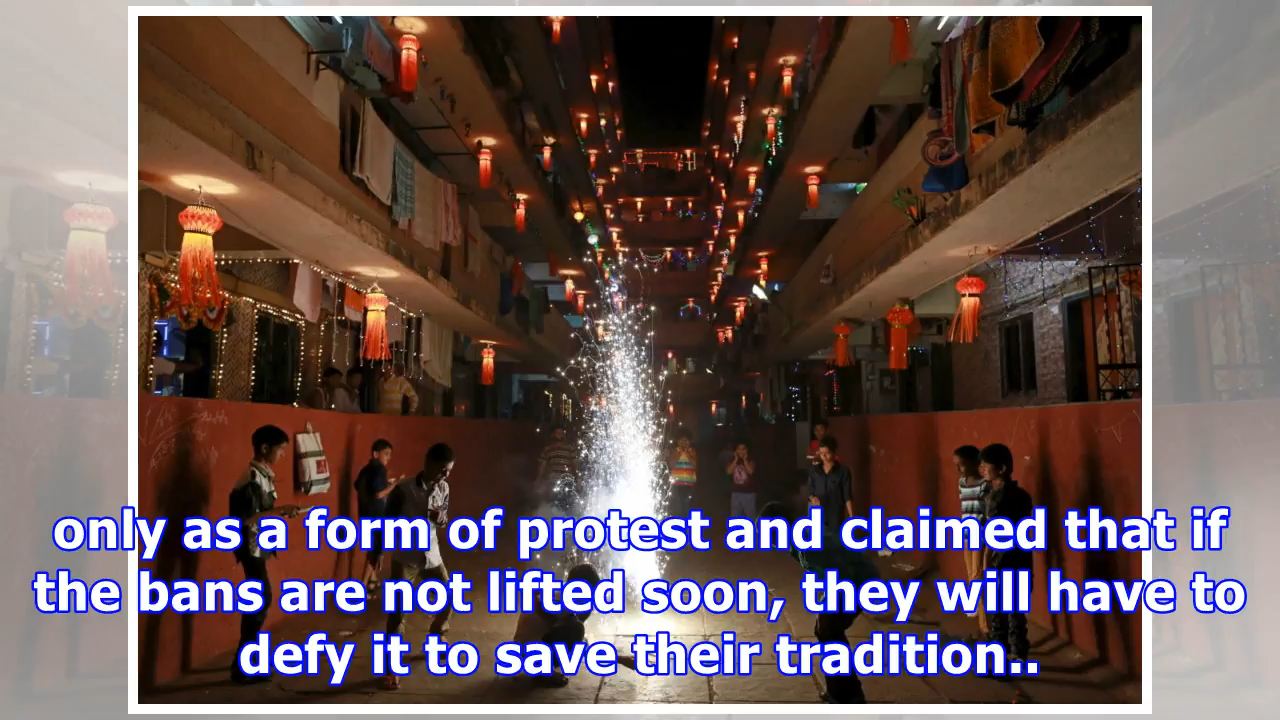 only as a form of protest and claimed that if
the bans are not lifted soon, they will have to
defy it to save their tradition..